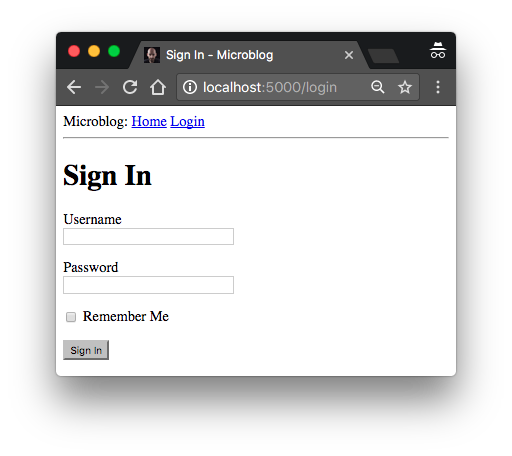 Sign In - Microblog
localhost:5000/login
Microblog: Home Login
Sign In
Username
Password
Remember Me
Sign In